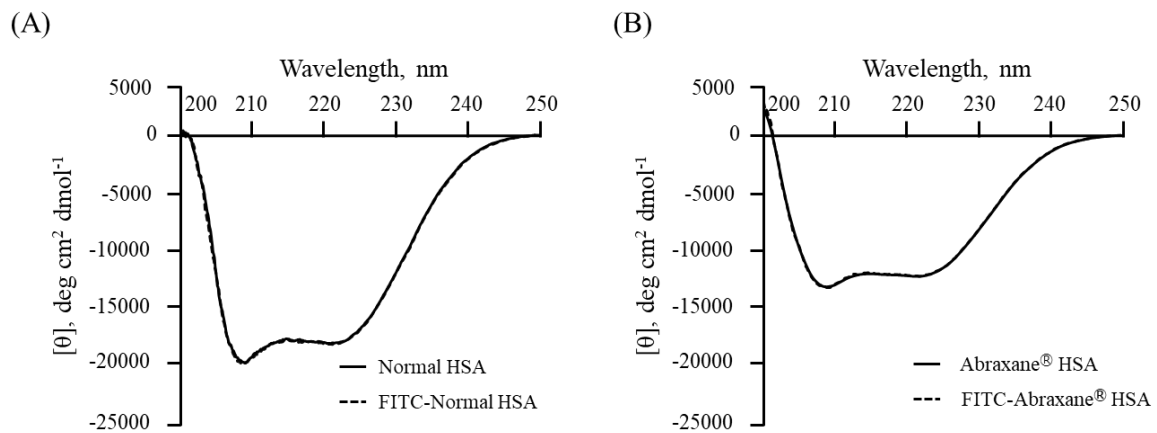 (A)
Wavelength, nm
200 210 220 230 240 250
5000
0
-5000
-10000
-15000
-20000
-25000
[θ], deg cm² dmol⁻¹
Normal HSA
FITC-Normal HSA
(B)
Wavelength, nm
200 210 220 230 240 250
5000
0
-5000
-10000
-15000
-20000
-25000
[θ], deg cm² dmol⁻¹
Abraxane® HSA
FITC-Abraxane® HSA